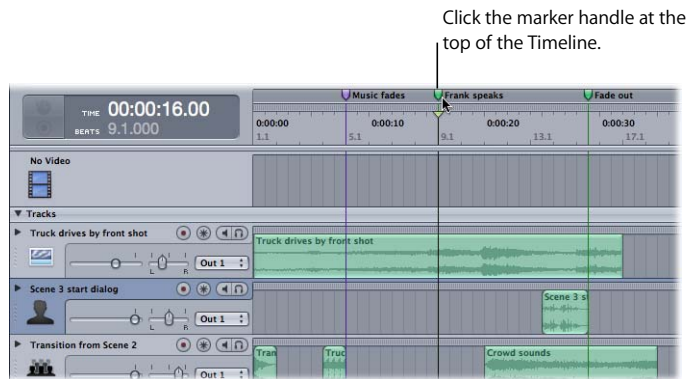 Click the marker handle at the
top of the Timeline.
Music fades
Frank speaks
Fade out
TIME 00:00:16.00
BEATS 9.1.000
0:00:00
0:00:10
0:00:20
0:00:30
1.1
5.1
9.1
13.1
17.1
No Video
Tracks
Truck drives by front shot
L
R
Out 1
Truck drives by front shot
Scene 3 start dialog
L
R
Out 1
Scene 3 s
Transition from Scene 2
Out 1
Tran
Truc
Crowd sounds